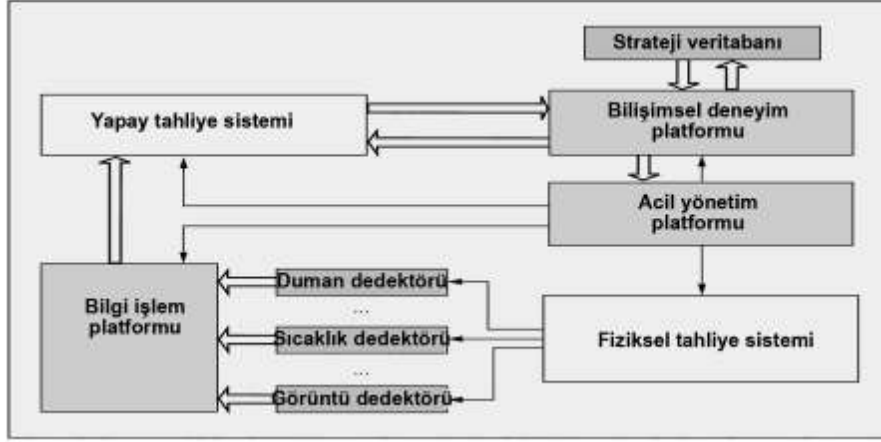 Strateji veritabanı
Yapay tahliye sistemi
Bilişimsel deneyim
platformu
Acil yönetim
platformu
Bilgi işlem
platformu
Duman dedektörü
...
Sıcaklık dedektörü
...
Görüntü dedektörü
Fiziksel tahliye sistemi